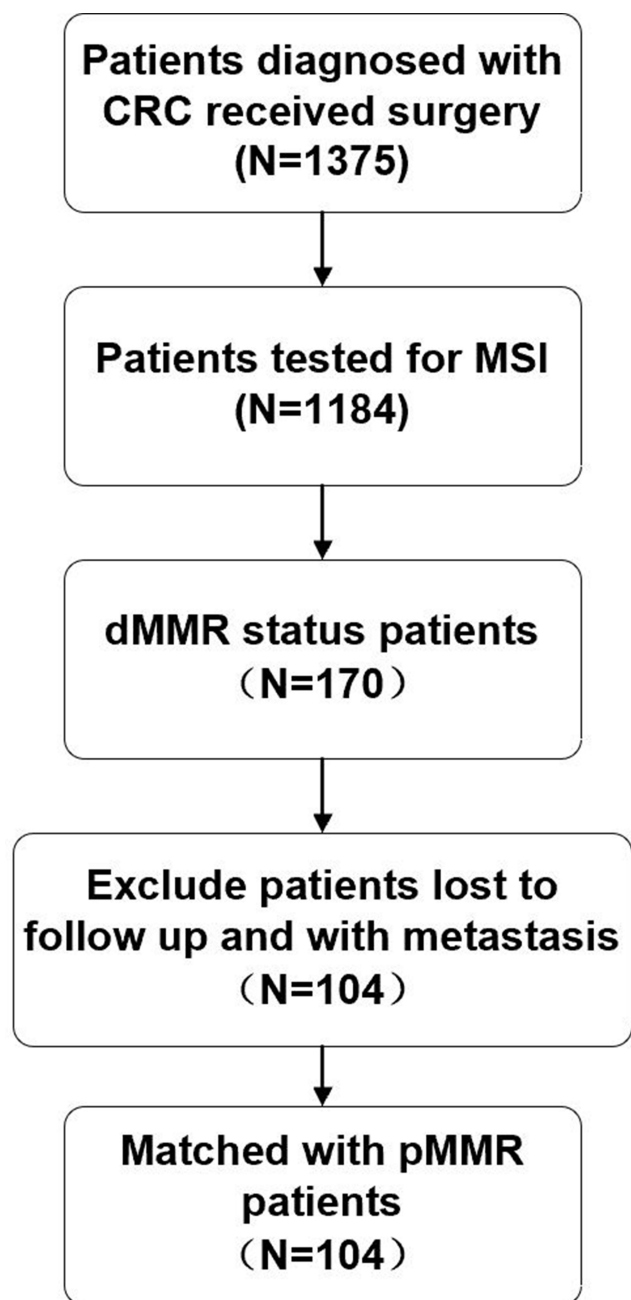 Patients diagnosed with
CRC received surgery
(N=1375)
Patients tested for MSI
(N=1184)
dMMR status patients
（N=170）
Exclude patients lost to
follow up and with metastasis
（N=104）
Matched with pMMR
patients
（N=104）